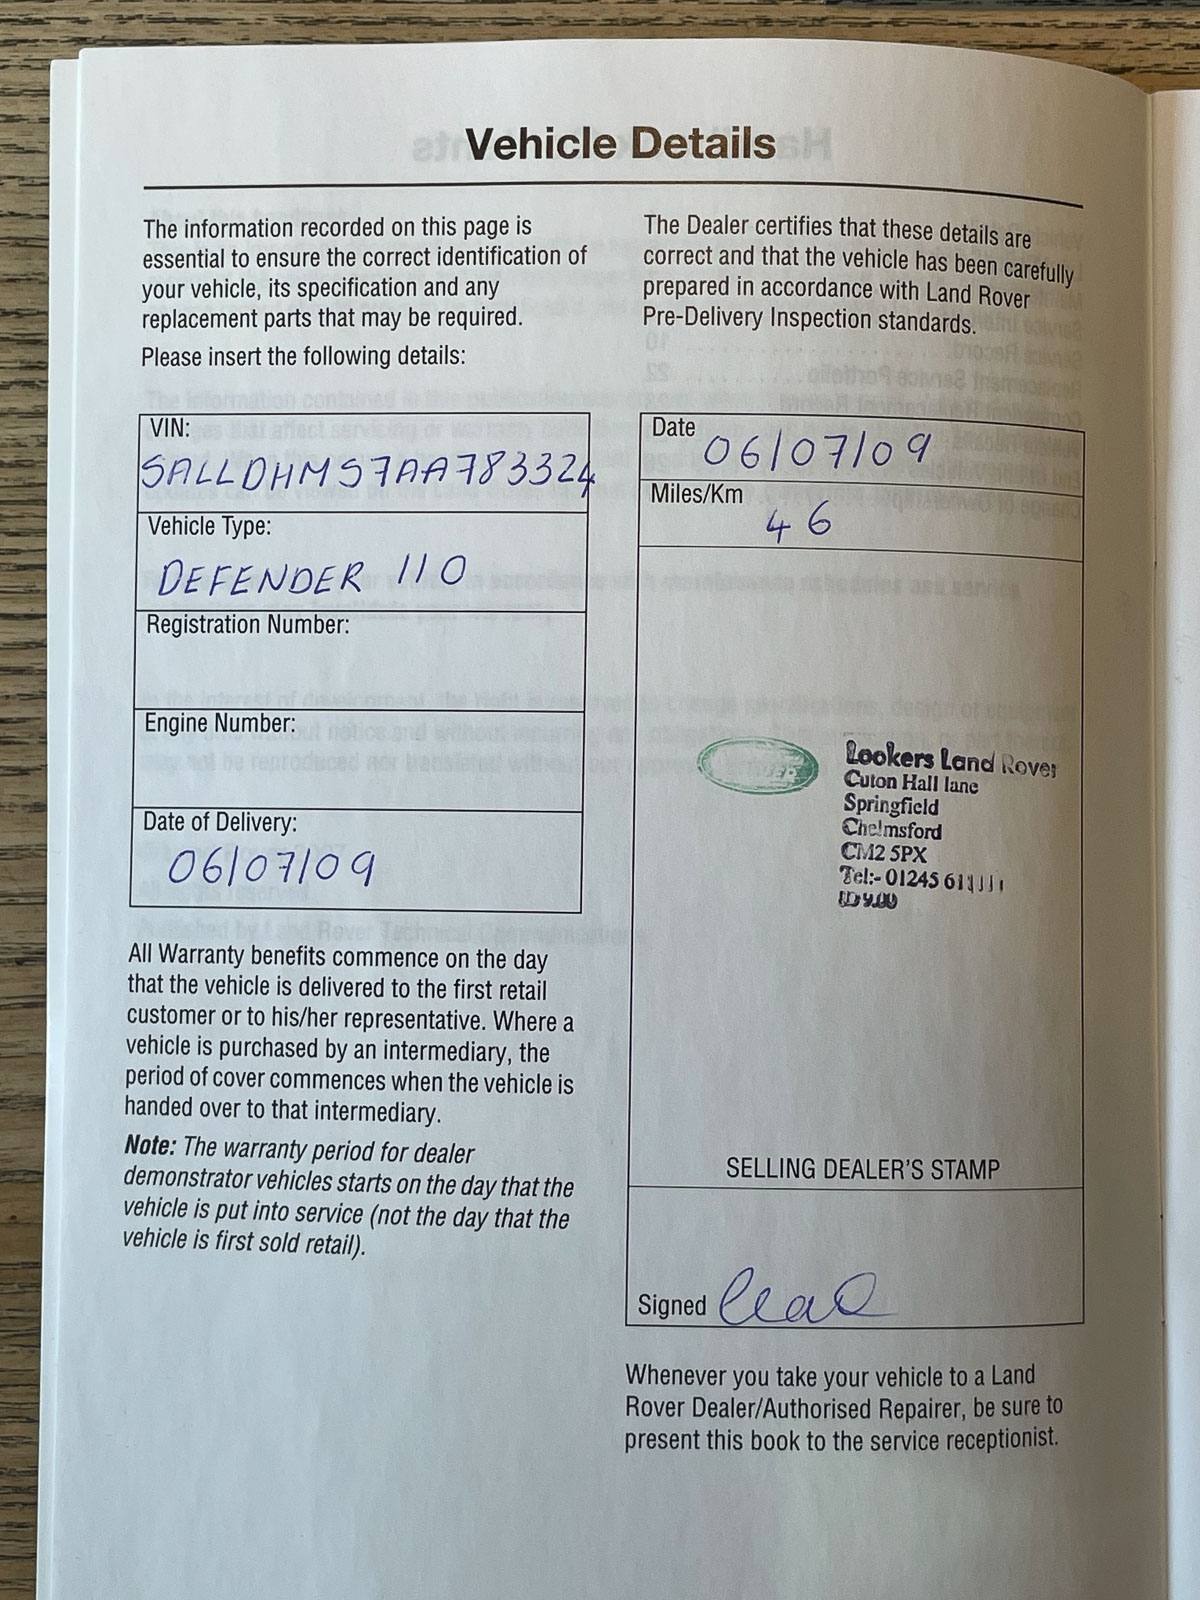 Vehicle Details
The information recorded on this page is
essential to ensure the correct identification of
your vehicle, its specification and any
replacement parts that may be required.
Please insert the following details:
VIN:
SALLDHMS7AA783324
Vehicle Type:
DEFENDER 110
Registration Number:
Engine Number:
Date of Delivery:
06/07/09
All Warranty benefits commence on the day
that the vehicle is delivered to the first retail
customer or to his/her representative. Where a
vehicle is purchased by an intermediary, the
period of cover commences when the vehicle is
handed over to that intermediary.
Note: The warranty period for dealer
demonstrator vehicles starts on the day that the
vehicle is put into service (not the day that the
vehicle is first sold retail).
The Dealer certifies that these details are
correct and that the vehicle has been carefully
prepared in accordance with Land Rover
Pre-Delivery Inspection standards.
Date
06/07/09
Miles/Km
46
Lookers Land Rover
Cuton Hall lane
Springfield
Chelmsford
CM2 5PX
Tel:- 01245 611111
SELLING DEALER'S STAMP
Signed
Whenever you take your vehicle to a Land
Rover Dealer/Authorised Repairer, be sure to
present this book to the service receptionist.